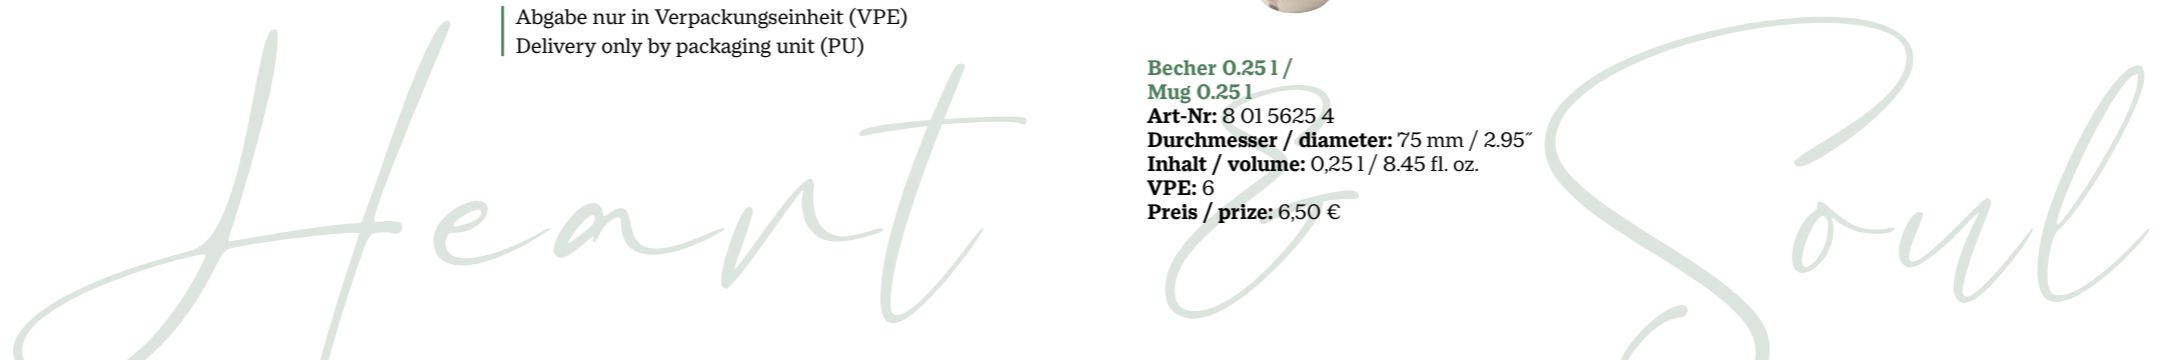 Abgabe nur in Verpackungseinheit (VPE)
Delivery only by packaging unit (PU)
Becher 0.25 l /
Mug 0.25 l
Art-Nr: 8 01 5625 4
Durchmesser / diameter: 75 mm / 2.95˝
Inhalt / volume: 0,25 l / 8.45 fl. oz.
VPE: 6
Preis / prize: 6,50 €
Heart & Soul